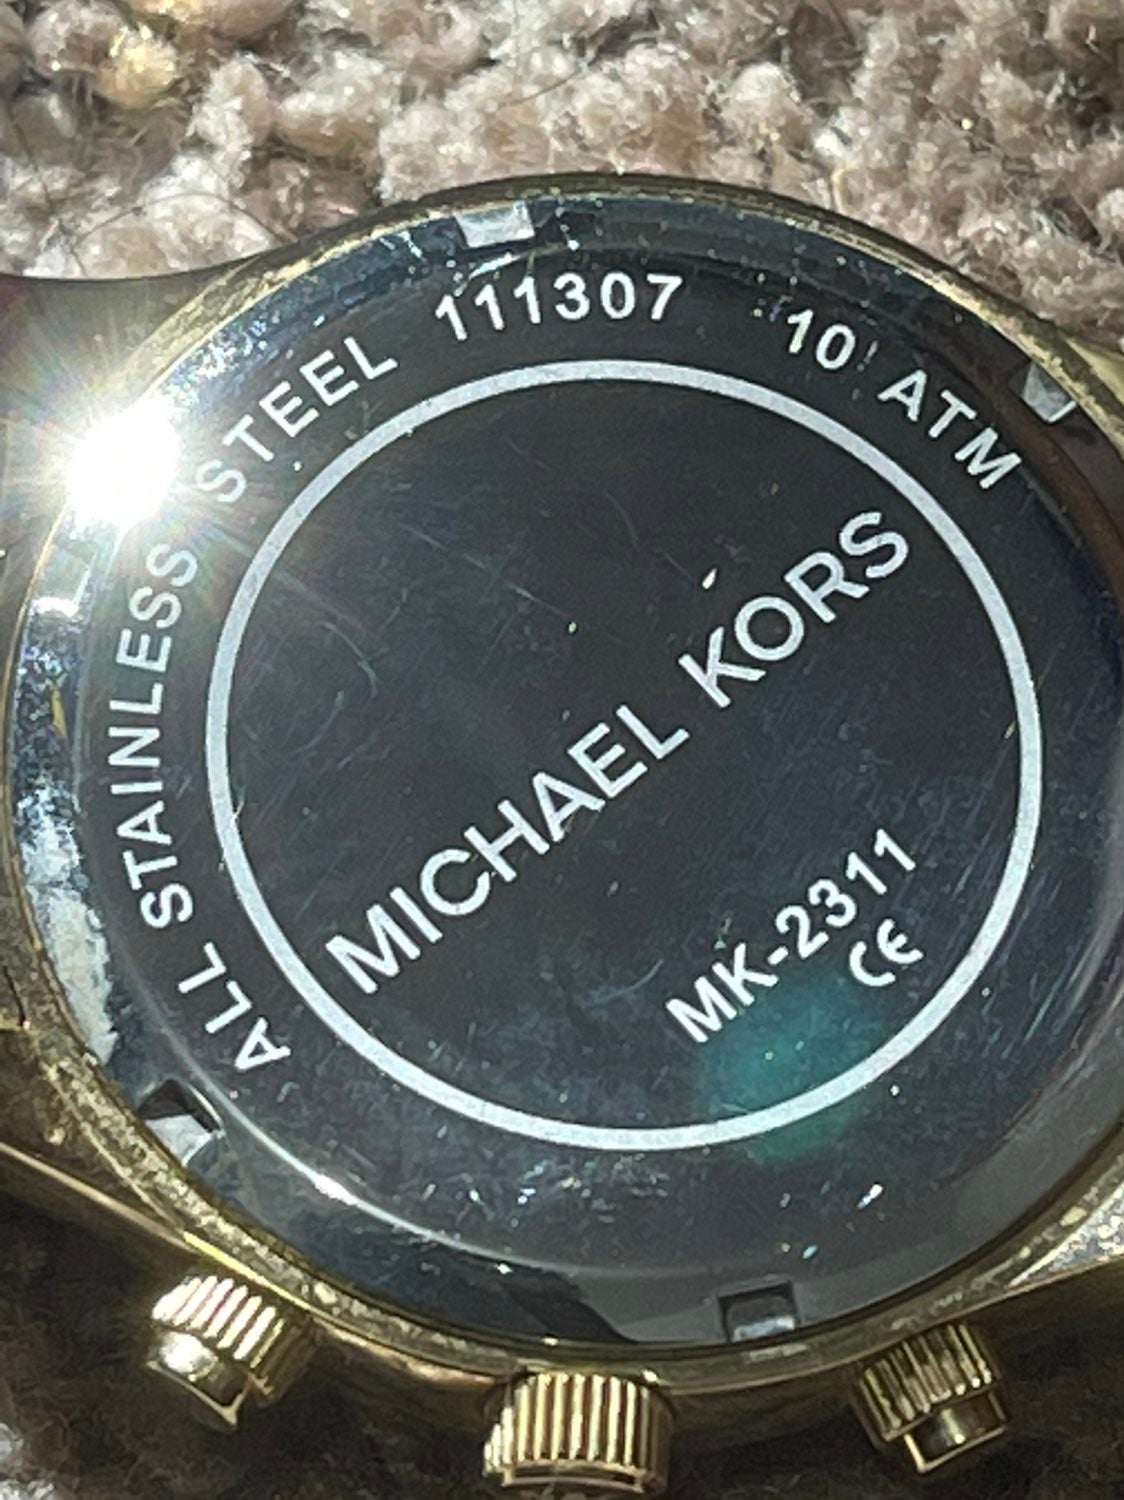 ALL STAINLESS STEEL 111307 10 ATM
MICHAEL KORS
MK-2311
CE